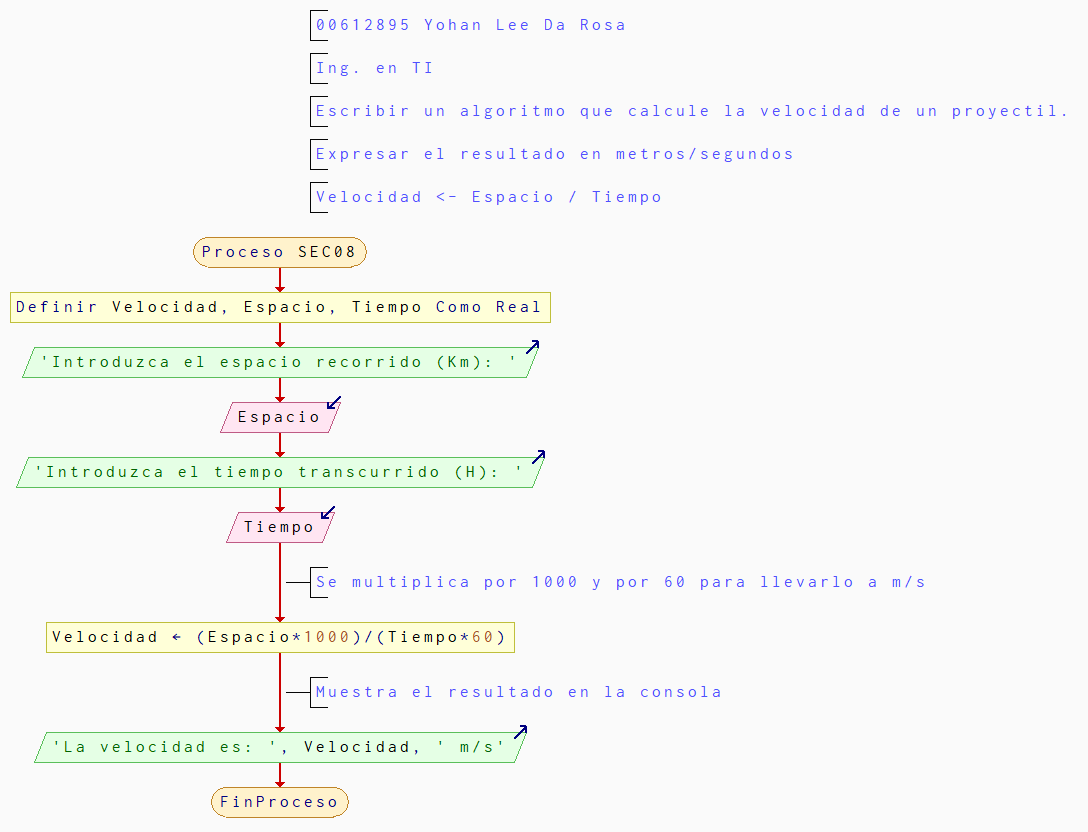 00612895 Yohan Lee Da Rosa
Ing. en TI
Escribir un algoritmo que calcule la velocidad de un proyectil.
Expresar el resultado en metros/segundos
Velocidad <- Espacio / Tiempo
Proceso SEC08
Definir Velocidad, Espacio, Tiempo Como Real
'Introduzca el espacio recorrido (Km): '
Espacio
'Introduzca el tiempo transcurrido (H): '
Tiempo
Se multiplica por 1000 y por 60 para llevarlo a m/s
Velocidad ← (Espacio*1000)/(Tiempo*60)
Muestra el resultado en la consola
'La velocidad es: ', Velocidad, ' m/s'
FinProceso